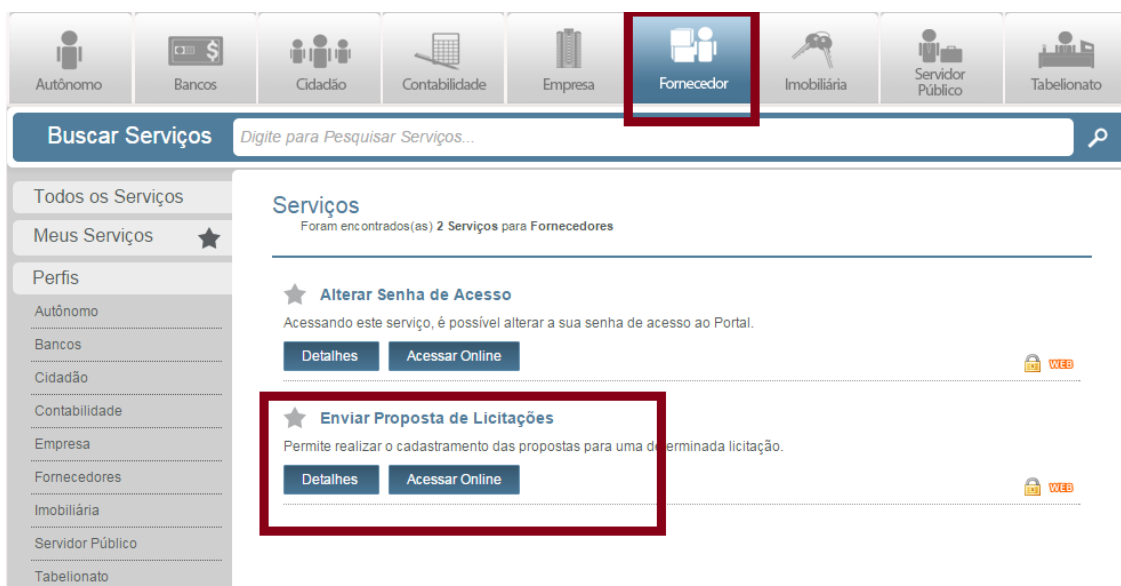 Autônomo
Bancos
Cidadão
Contabilidade
Empresa
Fornecedor
Imobiliária
Servidor
Público
Tabelionato
Buscar Serviços
Digite para Pesquisar Serviços...
Todos os Serviços
Meus Serviços
Perfis
Autônomo
Bancos
Cidadão
Contabilidade
Empresa
Fornecedores
Imobiliária
Servidor Público
Tabelionato
Serviços
Foram encontrados(as) 2 Serviços para Fornecedores
Alterar Senha de Acesso
Acessando este serviço, é possível alterar a sua senha de acesso ao Portal.
Detalhes
Acessar Online
WEB
Enviar Proposta de Licitações
Permite realizar o cadastramento das propostas para uma determinada licitação.
Detalhes
Acessar Online
WEB